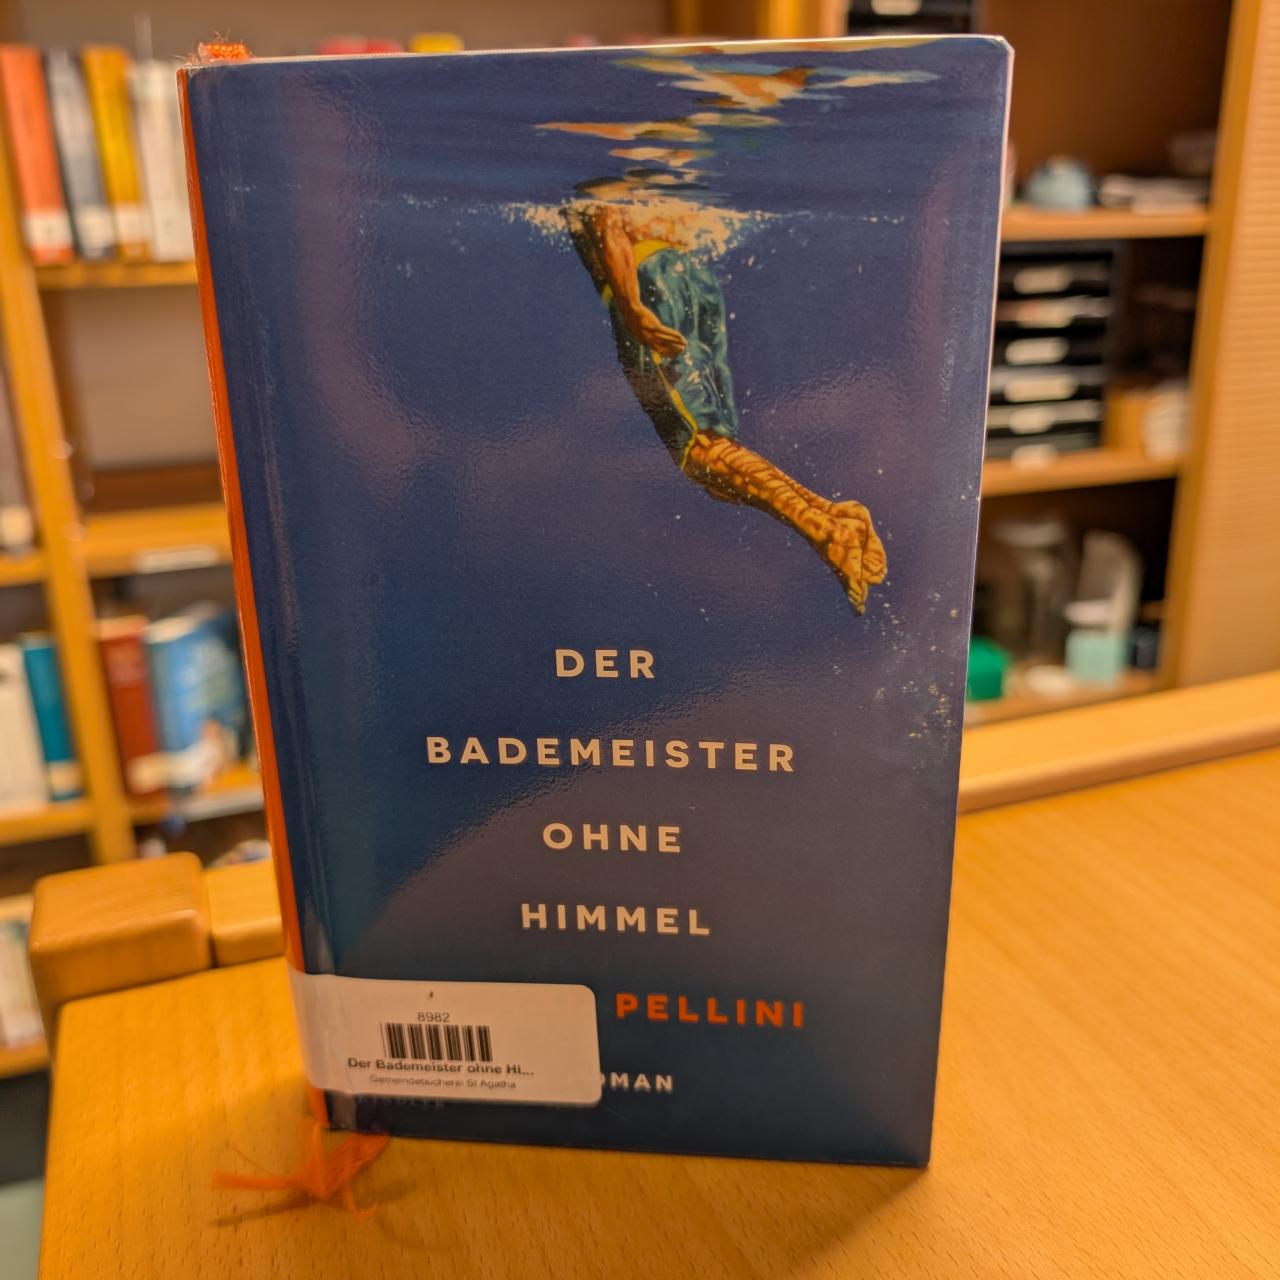 DER
BADEMEISTER
OHNE
HIMMEL
PELLINI
8982
Der Bademeister ohne Hi...
Gemeindebücherei St Agatha
OMAN